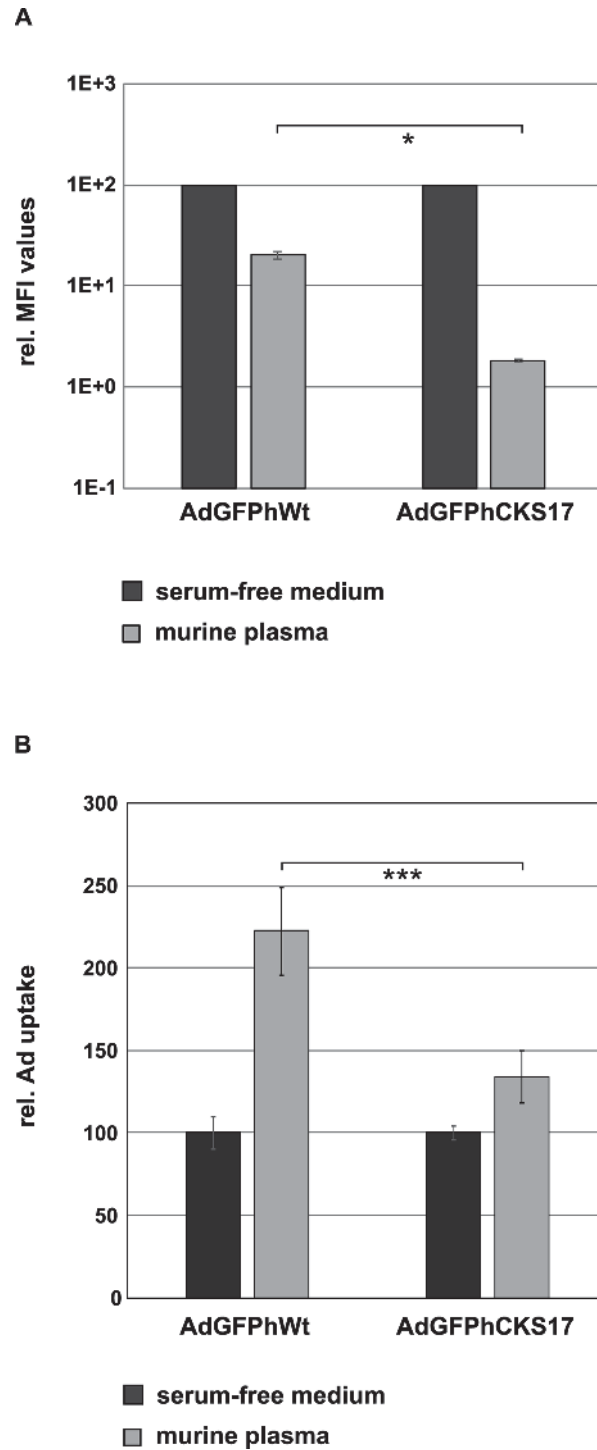 A
1E+3
1E+2
1E+1
1E+0
1E-1
rel. MFI values
*
AdGFPhWt AdGFPhCKS17
serum-free medium
murine plasma
B
300
250
200
150
100
50
0
rel. Ad uptake
***
AdGFPhWt AdGFPhCKS17
serum-free medium
murine plasma